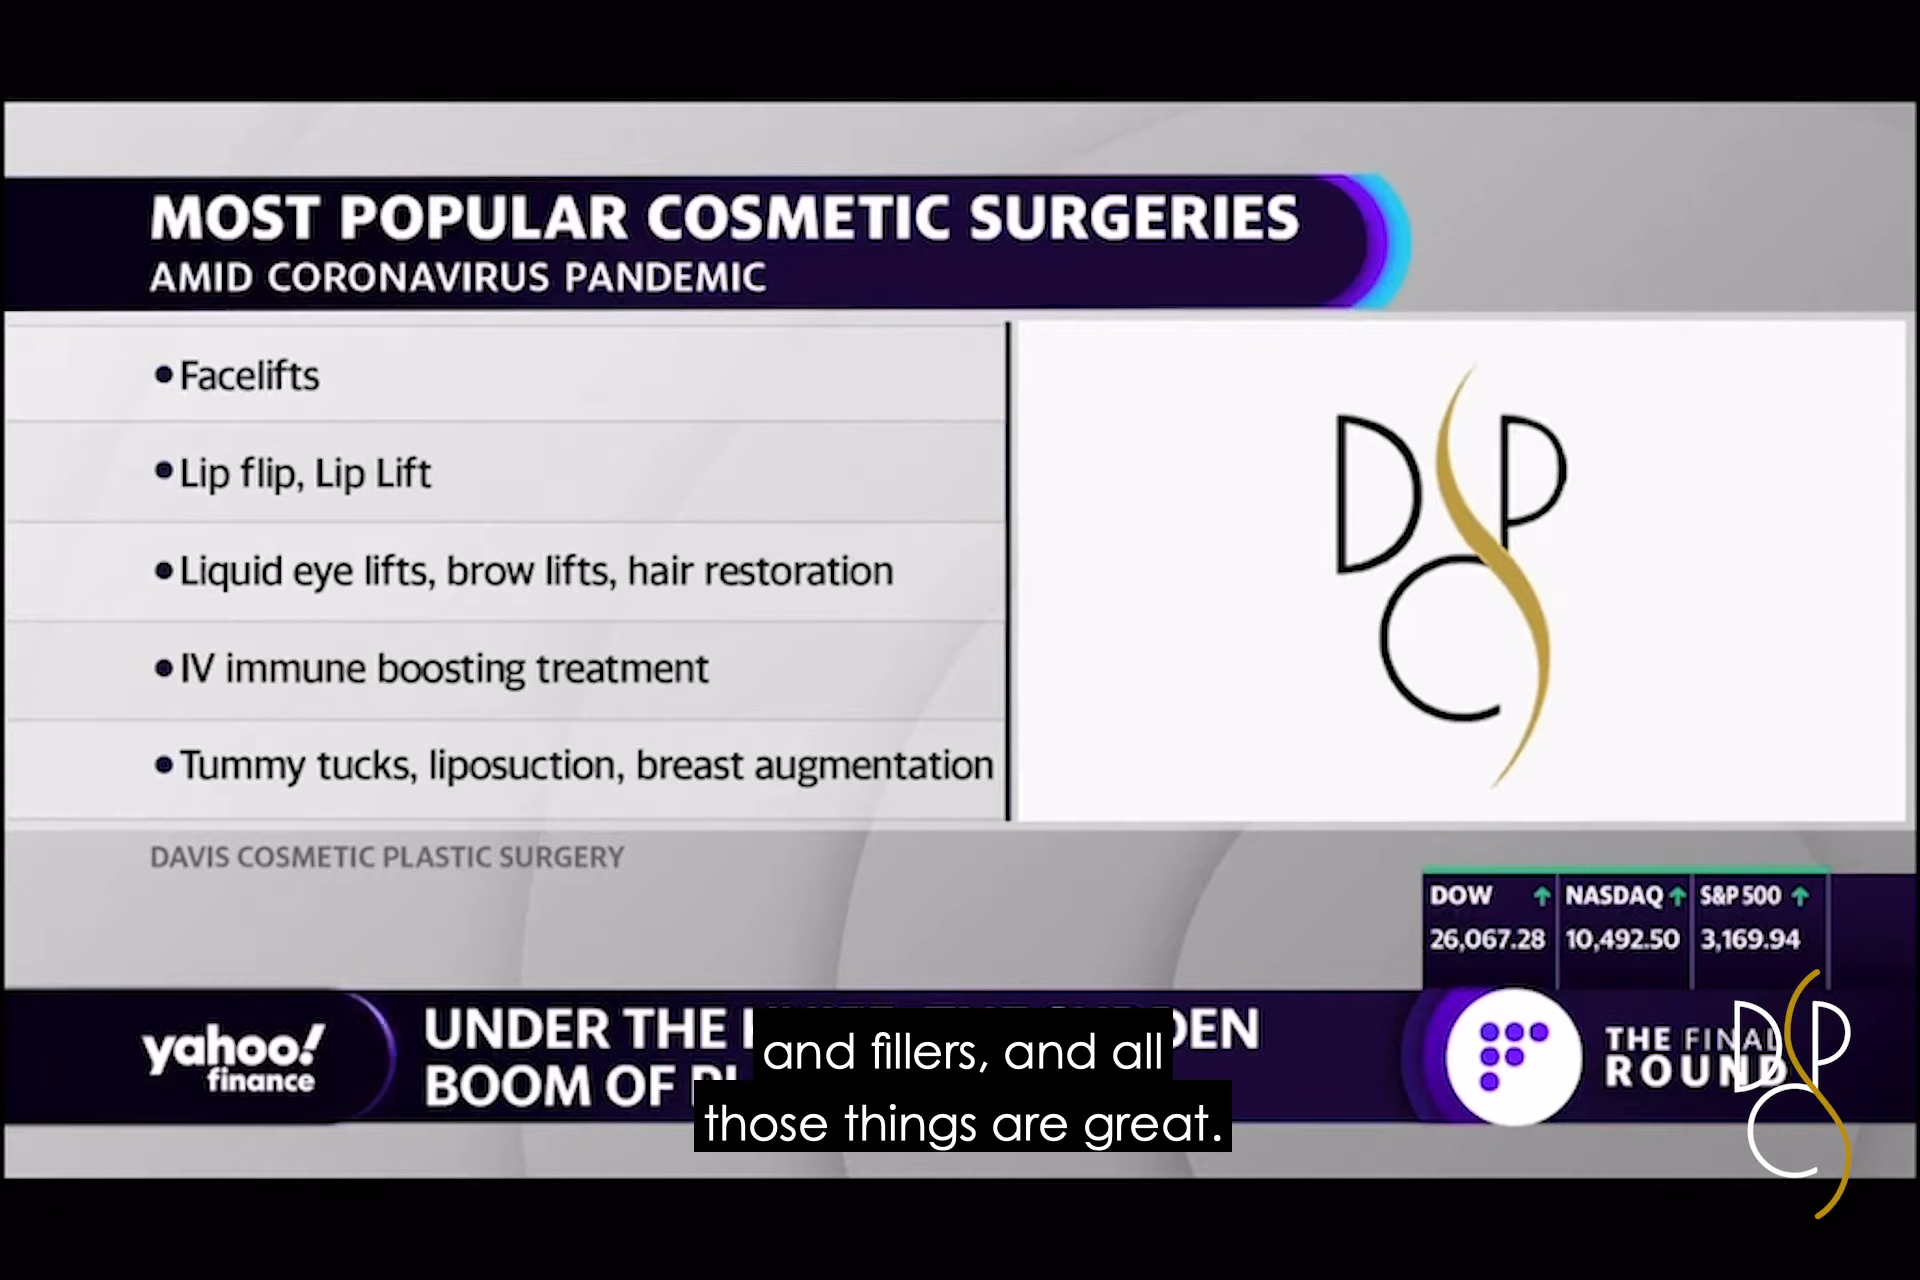 MOST POPULAR COSMETIC SURGERIES
AMID CORONAVIRUS PANDEMIC
•Facelifts
•Lip flip, Lip Lift
•Liquid eye lifts, brow lifts, hair restoration
•IV immune boosting treatment
•Tummy tucks, liposuction, breast augmentation
D P
C
DAVIS COSMETIC PLASTIC SURGERY
DOW NASDAQ S&P 500
26,067.28 10,492.50 3,169.94
yahoo!
finance
UNDER THE
BOOM OF
and fillers, and all
those things are great.
THE FINAL
ROUND
D P
C